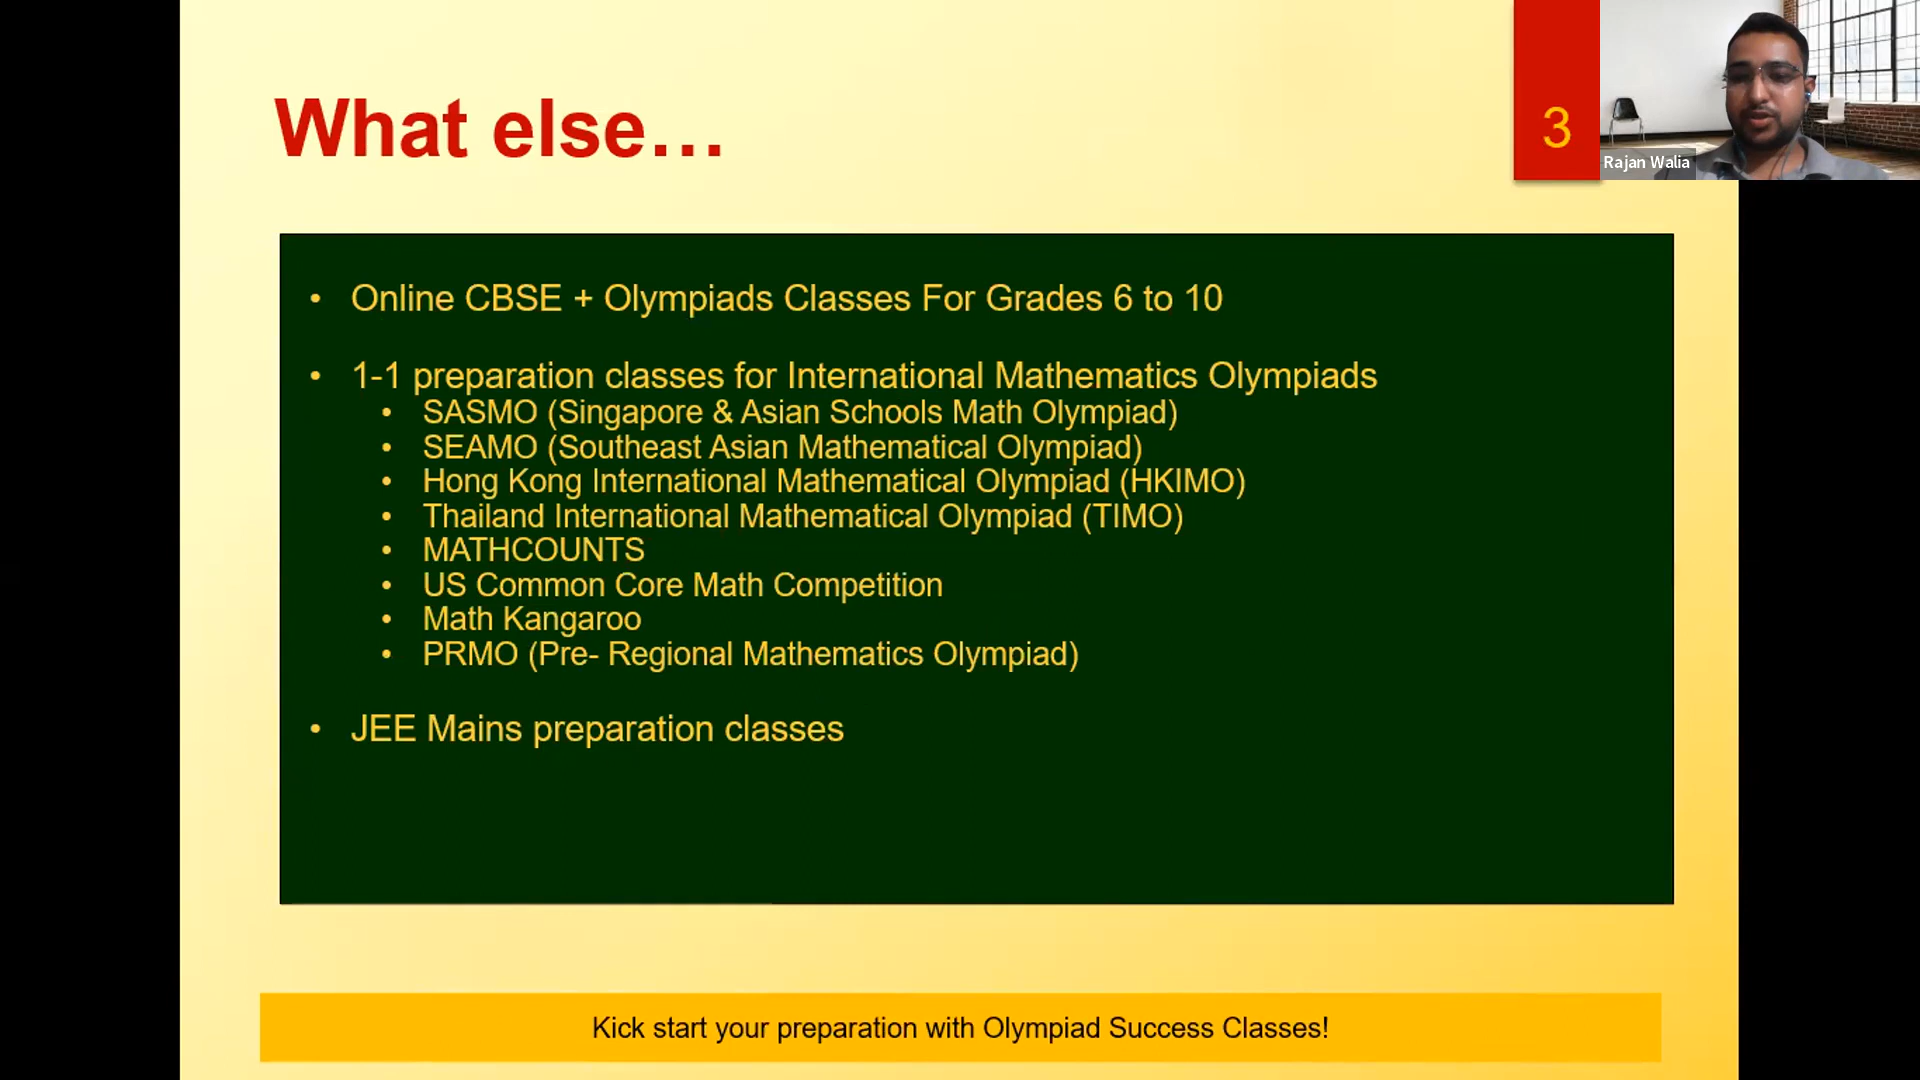 What else...
3
Rajan Walia
• Online CBSE + Olympiads Classes For Grades 6 to 10
• 1-1 preparation classes for International Mathematics Olympiads
• SASMO (Singapore & Asian Schools Math Olympiad)
• SEAMO (Southeast Asian Mathematical Olympiad)
• Hong Kong International Mathematical Olympiad (HKIMO)
• Thailand International Mathematical Olympiad (TIMO)
• MATHCOUNTS
• US Common Core Math Competition
• Math Kangaroo
• PRMO (Pre- Regional Mathematics Olympiad)
• JEE Mains preparation classes
Kick start your preparation with Olympiad Success Classes!